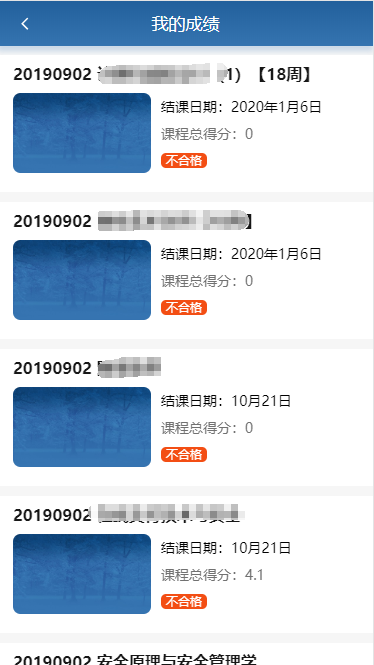 我的成绩
20190902 1) 【18周】
结课日期：2020年1月6日
课程总得分：0
不合格
20190902 】
结课日期：2020年1月6日
课程总得分：0
不合格
20190902
结课日期：10月21日
课程总得分：0
不合格
20190902
结课日期：10月21日
课程总得分：4.1
不合格
20190902 安全原理与安全管理学